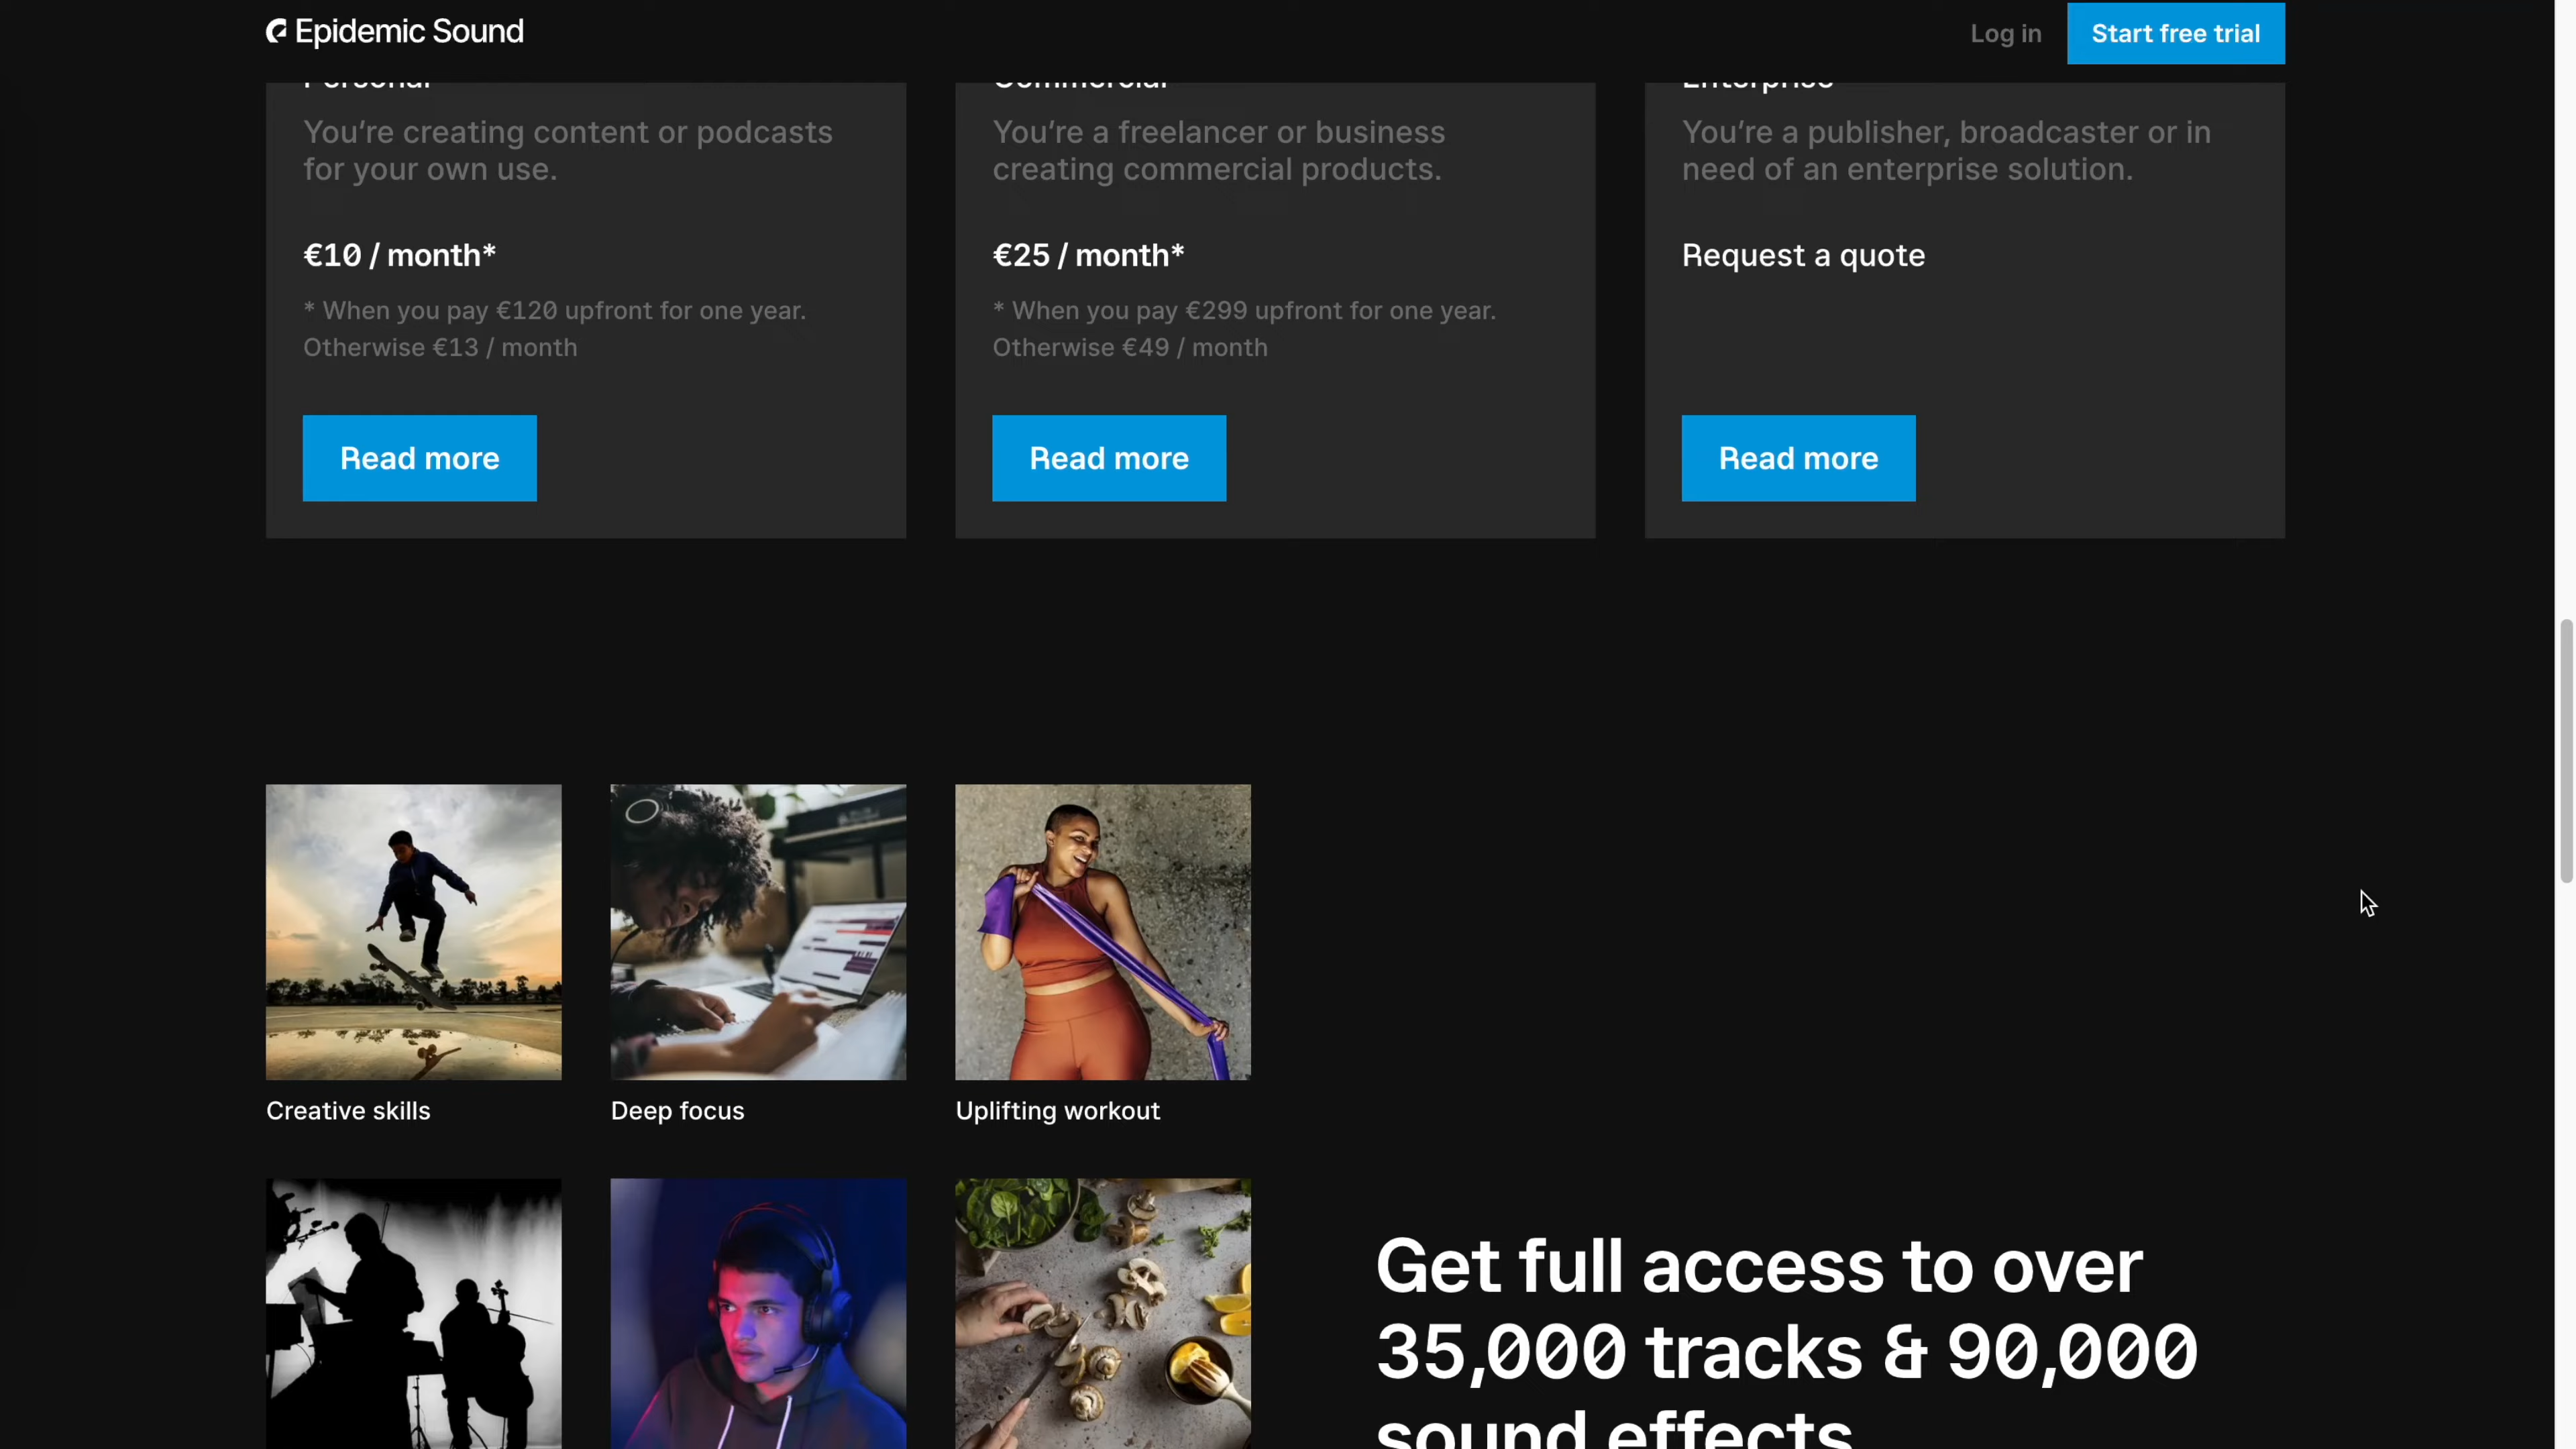 Epidemic Sound
Log in
Start free trial
Personal
You're creating content or podcasts
for your own use.
€10 / month*
* When you pay €120 upfront for one year.
Otherwise €13 / month
Read more
Commercial
You're a freelancer or business
creating commercial products.
€25 / month*
* When you pay €299 upfront for one year.
Otherwise €49 / month
Read more
Enterprise
You're a publisher, broadcaster or in
need of an enterprise solution.
Request a quote
Read more
Creative skills
Deep focus
Uplifting workout
Get full access to over
35,000 tracks & 90,000
sound effects